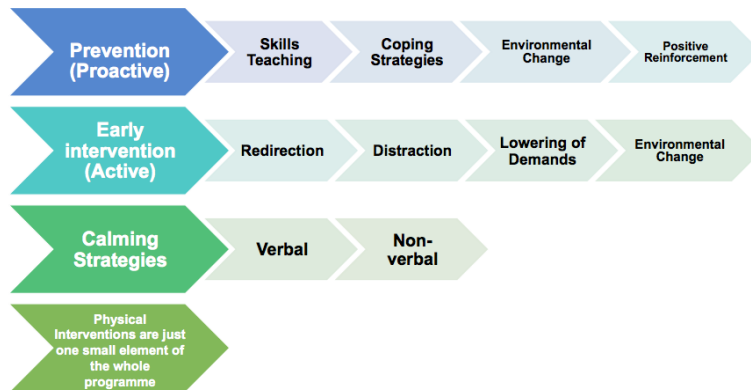 Prevention
(Proactive)
Skills
Teaching
Coping
Strategies
Environmental
Change
Positive
Reinforcement
Early
intervention
(Active)
Redirection
Distraction
Lowering of
Demands
Environmental
Change
Calming
Strategies
Verbal
Non-
verbal
Physical
Interventions are just
one small element of
the whole
programme